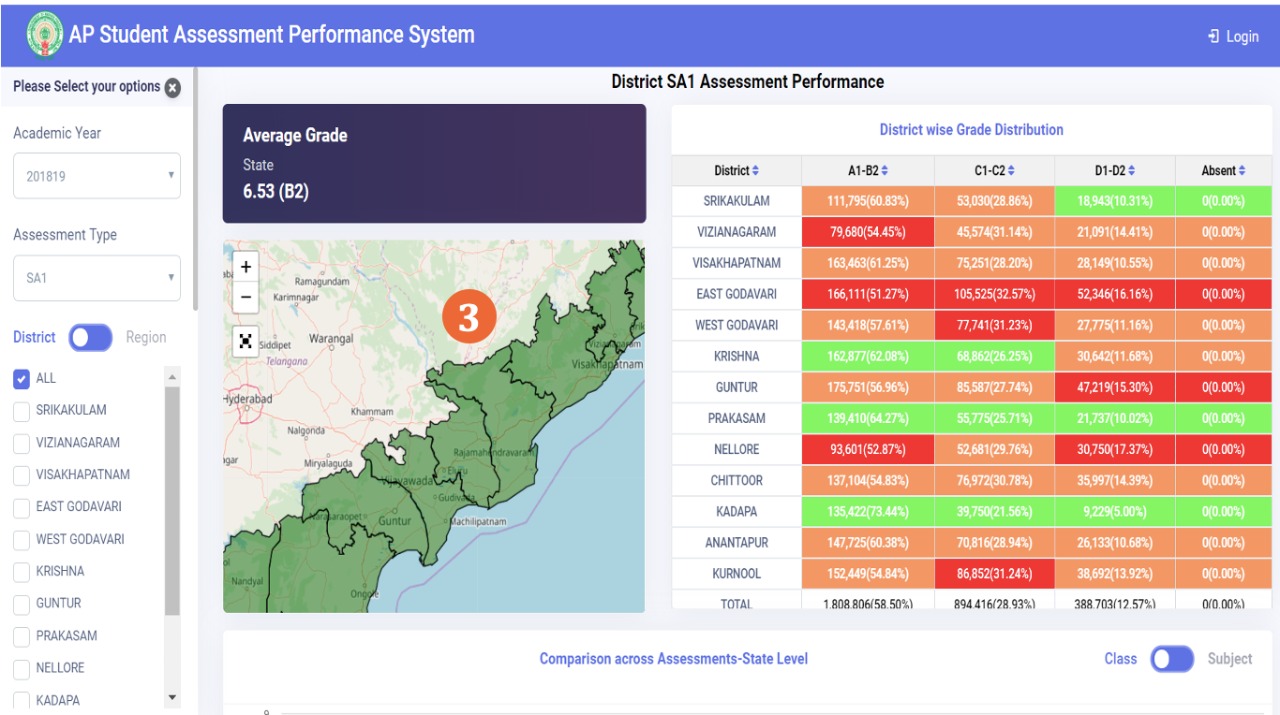 AP Student Assessment Performance System
Login
Please Select your options
Academic Year
201819
Assessment Type
SA1
District Region
ALL
SRIKAKULAM
VIZIANAGARAM
VISAKHAPATNAM
EAST GODAVARI
WEST GODAVARI
KRISHNA
GUNTUR
PRAKASAM
NELLORE
KADAPA
District SA1 Assessment Performance
Average Grade
State
6.53 (B2)
+
−
3
Ramagundam
Karimnagar
Siddipet
Warangal
Telangana
Hyderabad
Khammam
Nalgonda
Miryalaguda
Vizianagaram
Visakhapatnam
Rajamahendravaram
Eluru
Vijayawada
Gudivada
Narasaraopet
Guntur
Machilipatnam
Nandyal
Ongole
District wise Grade Distribution
District A1-B2 C1-C2 D1-D2 Absent
SRIKAKULAM 111,795(60.83%) 53,030(28.86%) 18,943(10.31%) 0(0.00%)
VIZIANAGARAM 79,680(54.45%) 45,574(31.14%) 21,091(14.41%) 0(0.00%)
VISAKHAPATNAM 163,463(61.25%) 75,251(28.20%) 28,149(10.55%) 0(0.00%)
EAST GODAVARI 166,111(51.27%) 105,525(32.57%) 52,346(16.16%) 0(0.00%)
WEST GODAVARI 143,418(57.61%) 77,741(31.23%) 27,775(11.16%) 0(0.00%)
KRISHNA 162,877(62.08%) 68,862(26.25%) 30,642(11.68%) 0(0.00%)
GUNTUR 175,751(56.96%) 85,587(27.74%) 47,219(15.30%) 0(0.00%)
PRAKASAM 139,410(64.27%) 55,775(25.71%) 21,737(10.02%) 0(0.00%)
NELLORE 93,601(52.87%) 52,681(29.76%) 30,750(17.37%) 0(0.00%)
CHITTOOR 137,104(54.83%) 76,972(30.78%) 35,997(14.39%) 0(0.00%)
KADAPA 135,422(73.44%) 39,750(21.56%) 9,229(5.00%) 0(0.00%)
ANANTAPUR 147,725(60.38%) 70,816(28.94%) 26,133(10.68%) 0(0.00%)
KURNOOL 152,449(54.84%) 86,852(31.24%) 38,692(13.92%) 0(0.00%)
TOTAL 1,808,806(58.50%) 894,416(28.93%) 388,703(12.57%) 0(0.00%)
Comparison across Assessments-State Level
Class Subject
9